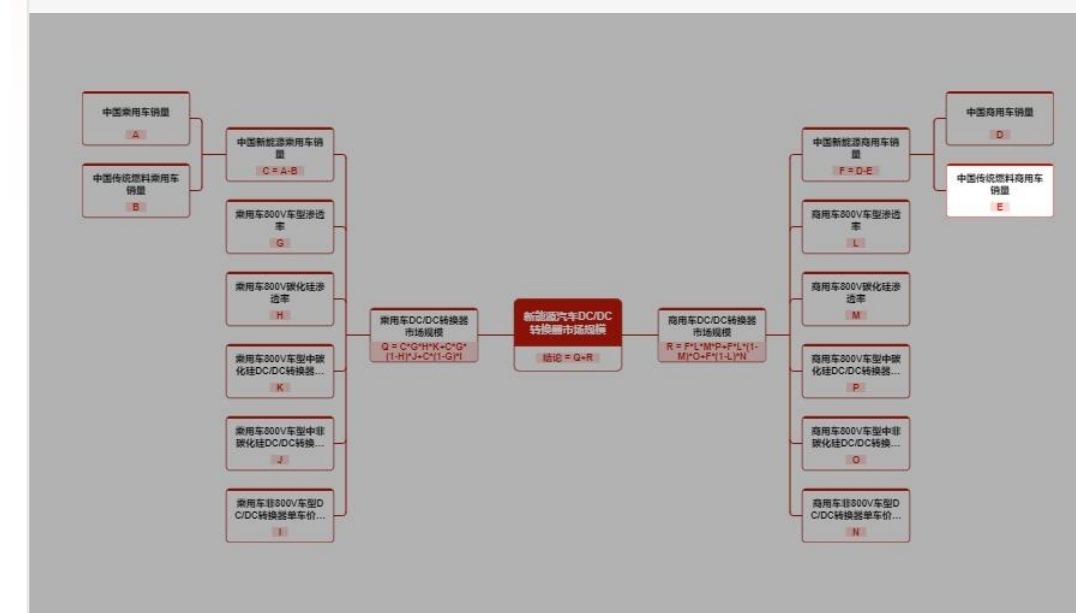 中国乘用车销量
A
中国传统燃料乘用车
销量
B
中国新能源乘用车销
量
C = A-B
乘用车800V车型渗透
率
G
乘用车800V碳化硅渗
透率
H
乘用车800V车型中碳
化硅DC/DC转换器...
K
乘用车800V车型中非
碳化硅DC/DC转换...
J
乘用车非800V车型D
C/DC转换器单车价...
I
乘用车DC/DC转换器
市场规模
Q = C*G*H*K+C*G*
(1-H)*J+C*(1-G)*I
新能源汽车DC/DC
转换器市场规模
结论 = Q+R
商用车DC/DC转换器
市场规模
R = F*L*M*P+F*L*(1-
M)*O+F*(1-L)*N
中国新能源商用车销
量
F = D-E
商用车800V车型渗透
率
L
商用车800V碳化硅渗
透率
M
商用车800V车型中碳
化硅DC/DC转换器...
P
商用车800V车型中非
碳化硅DC/DC转换...
O
商用车非800V车型D
C/DC转换器单车价...
N
中国商用车销量
D
中国传统燃料商用车
销量
E